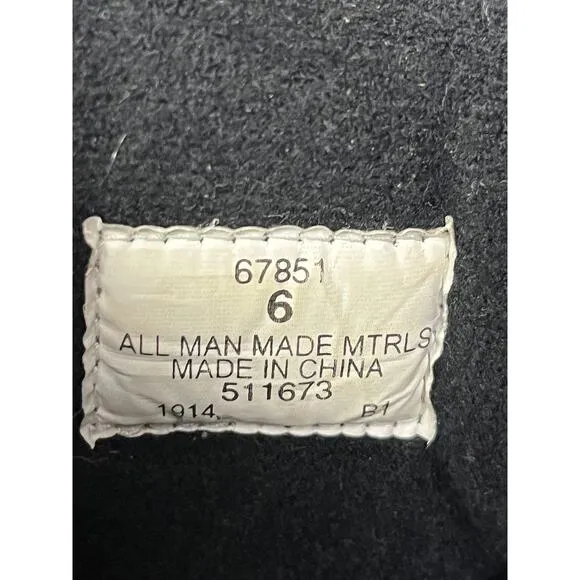 67851
6
ALL MAN MADE MTRLS
MADE IN CHINA
511673
1914, B1